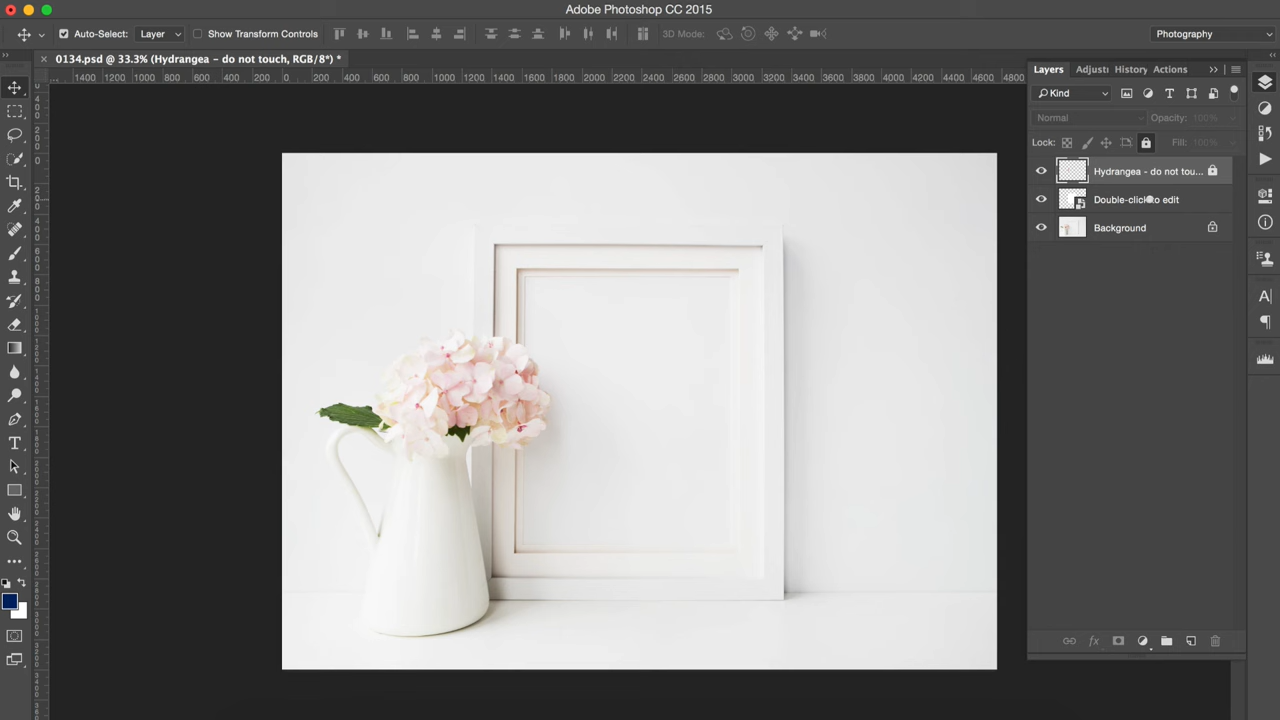 Adobe Photoshop CC 2015
Auto-Select: Layer Show Transform Controls 3D Mode: Photography
0134.psd @ 33.3% (Hydrangea - do not touch, RGB/8*) *
1400 1200 1000 800 600 400 200 0 200 400 600 800 1000 1200 1400 1600 1800 2000 2200 2400 2600 2800 3000 3200 3400 3600 3800 4000 4200 4400 4600 4800
Layers Adjust History Actions
Kind
Normal Opacity: 100%
Lock: Fill: 100%
Hydrangea - do not tou...
Double-click to edit
Background
fx